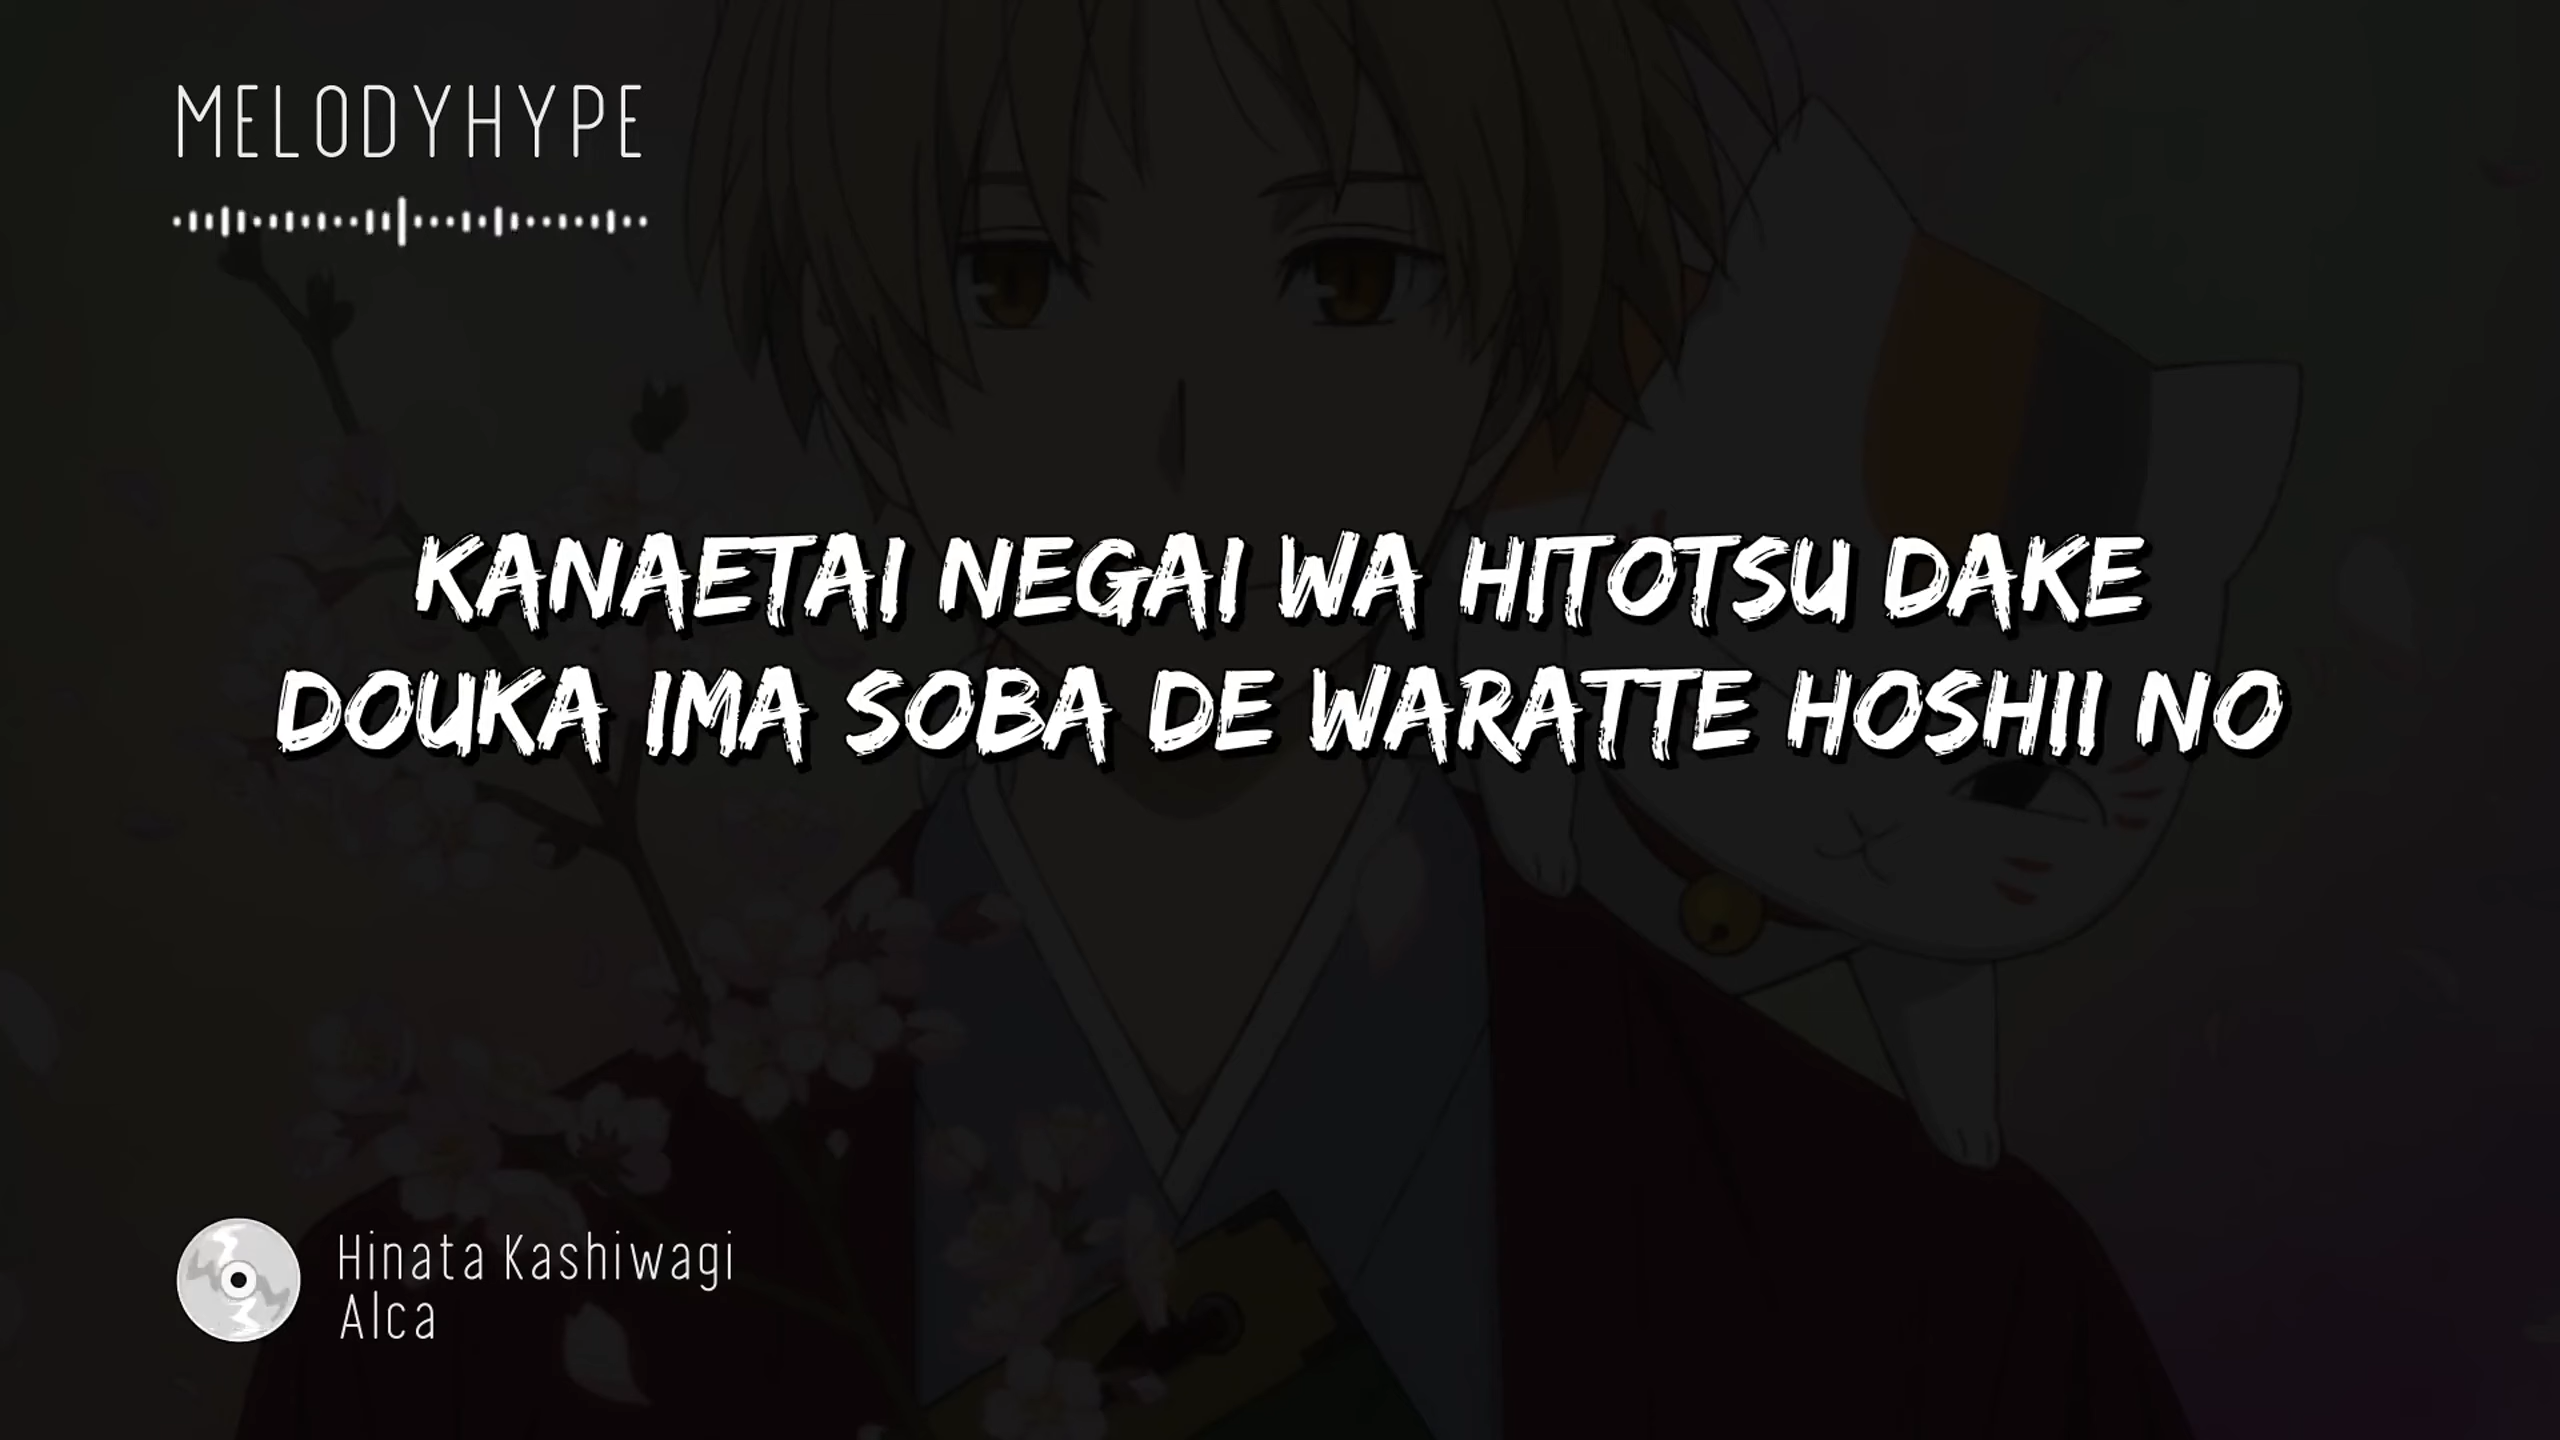 MELODYHYPE
KANAETAI NEGAI WA HITOTSU DAKE
DOUKA IMA SOBA DE WARATTE HOSHII NO
Hinata Kashiwagi
Alca